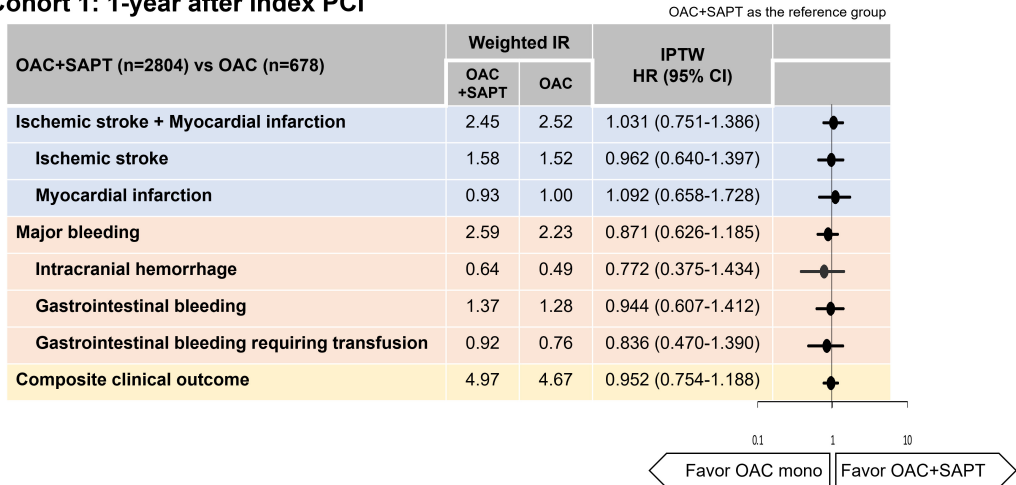 Cohort 1: 1-year after index PCI
OAC+SAPT as the reference group
OAC+SAPT (n=2804) vs OAC (n=678)
Weighted IR
OAC
+SAPT
OAC
IPTW
HR (95% CI)
Ischemic stroke + Myocardial infarction 2.45 2.52 1.031 (0.751-1.386)
Ischemic stroke 1.58 1.52 0.962 (0.640-1.397)
Myocardial infarction 0.93 1.00 1.092 (0.658-1.728)
Major bleeding 2.59 2.23 0.871 (0.626-1.185)
Intracranial hemorrhage 0.64 0.49 0.772 (0.375-1.434)
Gastrointestinal bleeding 1.37 1.28 0.944 (0.607-1.412)
Gastrointestinal bleeding requiring transfusion 0.92 0.76 0.836 (0.470-1.390)
Composite clinical outcome 4.97 4.67 0.952 (0.754-1.188)
0.1 1 10
Favor OAC mono Favor OAC+SAPT